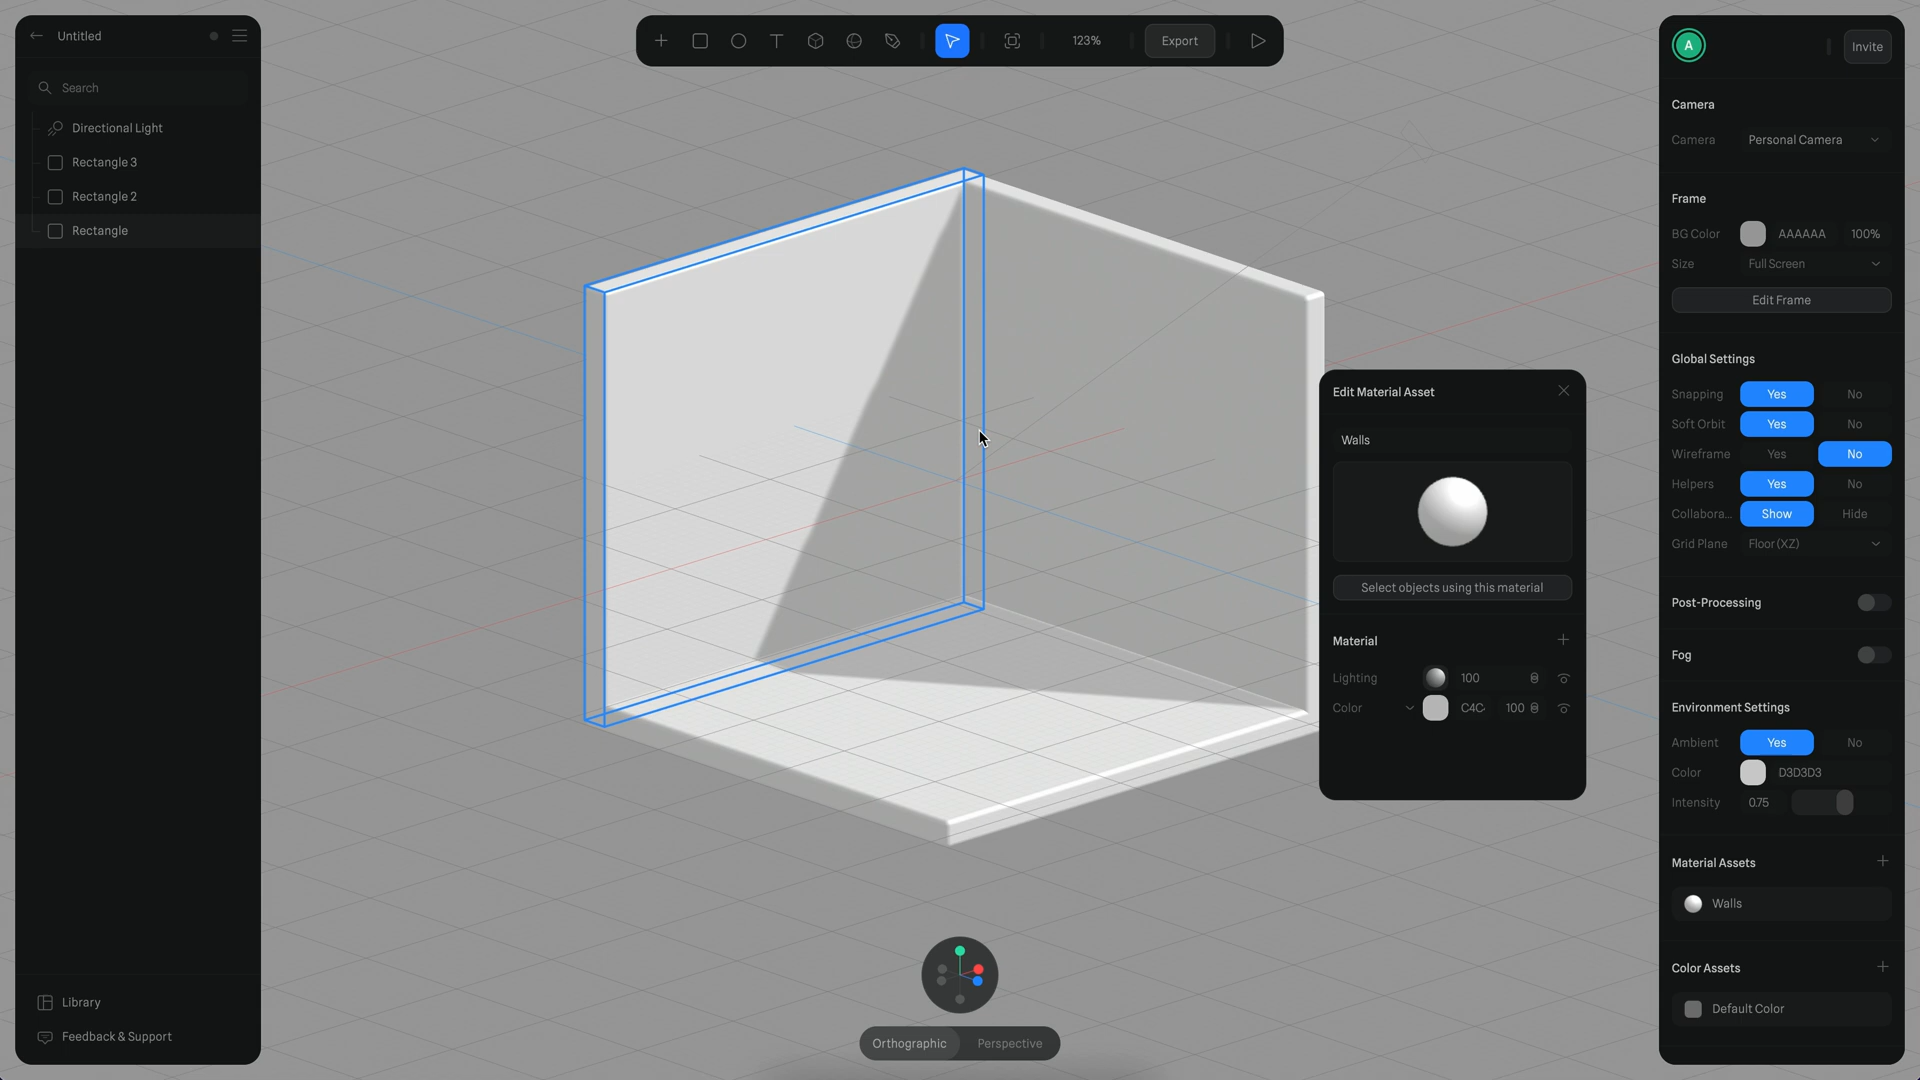 Untitled
Search
Directional Light
Rectangle 3
Rectangle 2
Rectangle
Library
Feedback & Support
123%
Export
Orthographic
Perspective
Edit Material Asset
Walls
Select objects using this material
Material
Lighting 100
Color C4C 100
A
Invite
Camera
Camera Personal Camera
Frame
BG Color AAAAAA 100%
Size Full Screen
Edit Frame
Global Settings
Snapping Yes No
Soft Orbit Yes No
Wireframe Yes No
Helpers Yes No
Collabora... Show Hide
Grid Plane Floor (XZ)
Post-Processing
Fog
Environment Settings
Ambient Yes No
Color D3D3D3
Intensity 0.75
Material Assets
Walls
Color Assets
Default Color